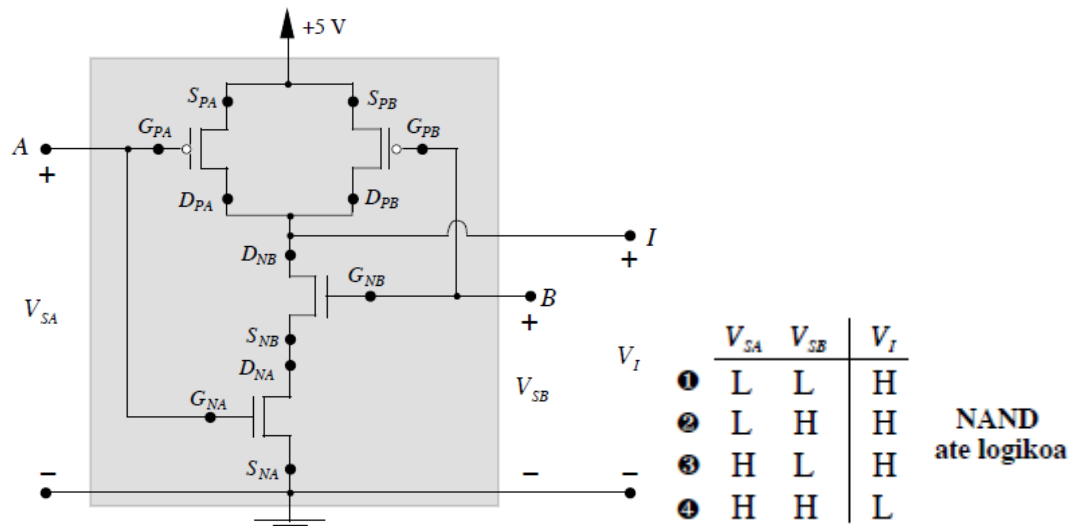 +5 V
S_PA S_PB
G_PA G_PB
A
+
D_PA D_PB
I
+
D_NB
G_NB
B
+
V_SA
S_NB
D_NA
V_I
V_SB
G_NA
S_NA
− − −
V_SA V_SB V_I
❶ L L H
❷ L H H
❸ H L H
❹ H H L
NAND
ate logikoa